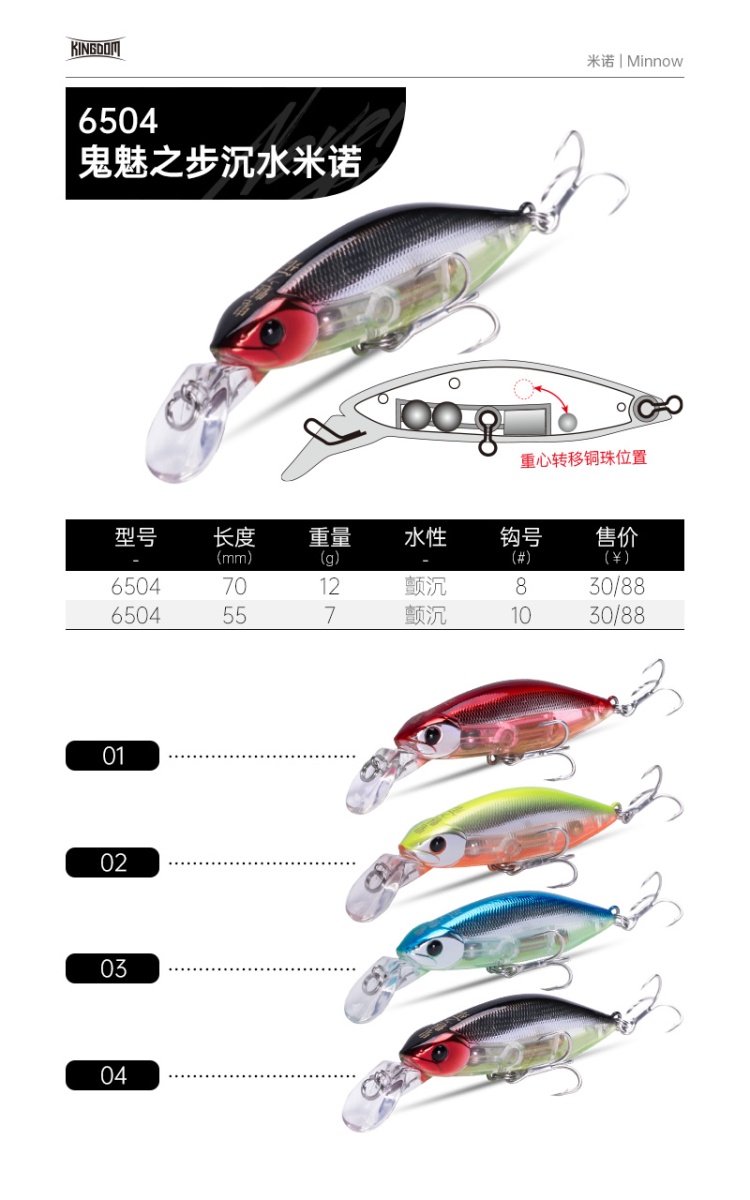 KINGDOM
米诺 | Minnow
6504
鬼魅之步沉水米诺
重心转移铜珠位置
型号 长度 重量 水性 钩号 售价
- (mm) (g) - (#) (¥)
6504 70 12 颤沉 8 30/88
6504 55 7 颤沉 10 30/88
01
02
03
04